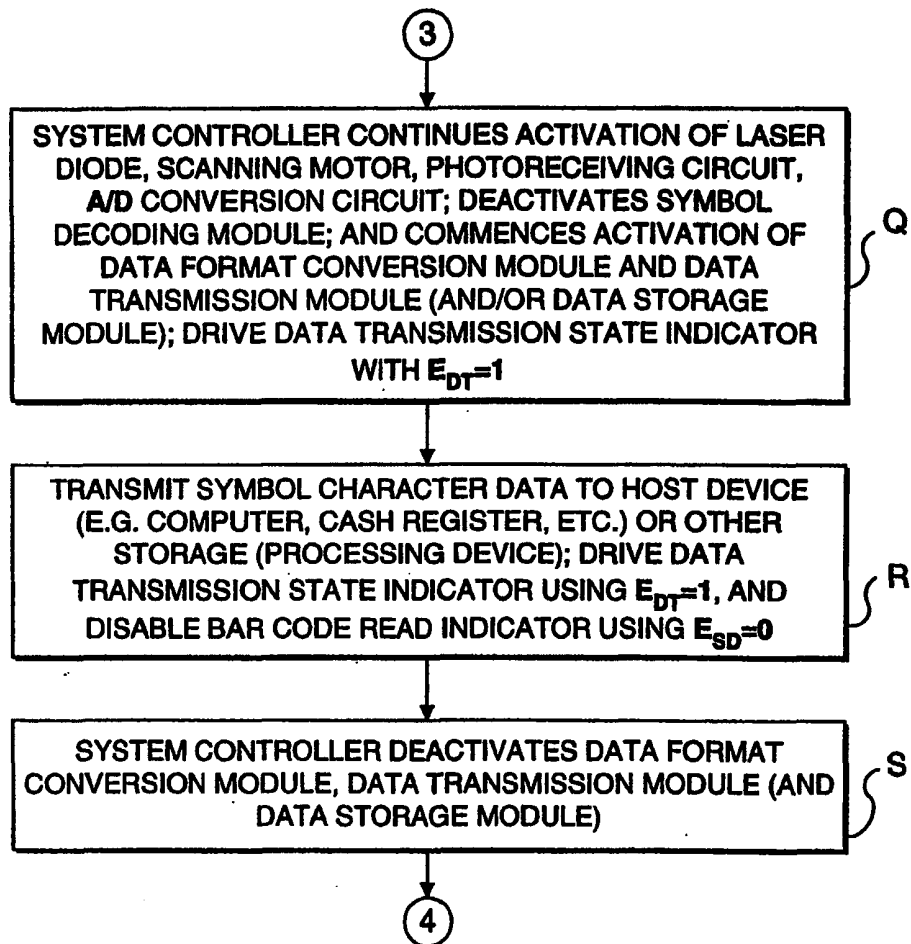 3
SYSTEM CONTROLLER CONTINUES ACTIVATION OF LASER
DIODE, SCANNING MOTOR, PHOTORECEIVING CIRCUIT,
A/D CONVERSION CIRCUIT; DEACTIVATES SYMBOL
DECODING MODULE; AND COMMENCES ACTIVATION OF
DATA FORMAT CONVERSION MODULE AND DATA
TRANSMISSION MODULE (AND/OR DATA STORAGE
MODULE); DRIVE DATA TRANSMISSION STATE INDICATOR
WITH E_DT=1
Q
TRANSMIT SYMBOL CHARACTER DATA TO HOST DEVICE
(E.G. COMPUTER, CASH REGISTER, ETC.) OR OTHER
STORAGE (PROCESSING DEVICE); DRIVE DATA
TRANSMISSION STATE INDICATOR USING E_DT=1, AND
DISABLE BAR CODE READ INDICATOR USING E_SD=0
R
SYSTEM CONTROLLER DEACTIVATES DATA FORMAT
CONVERSION MODULE, DATA TRANSMISSION MODULE (AND
DATA STORAGE MODULE)
S
4